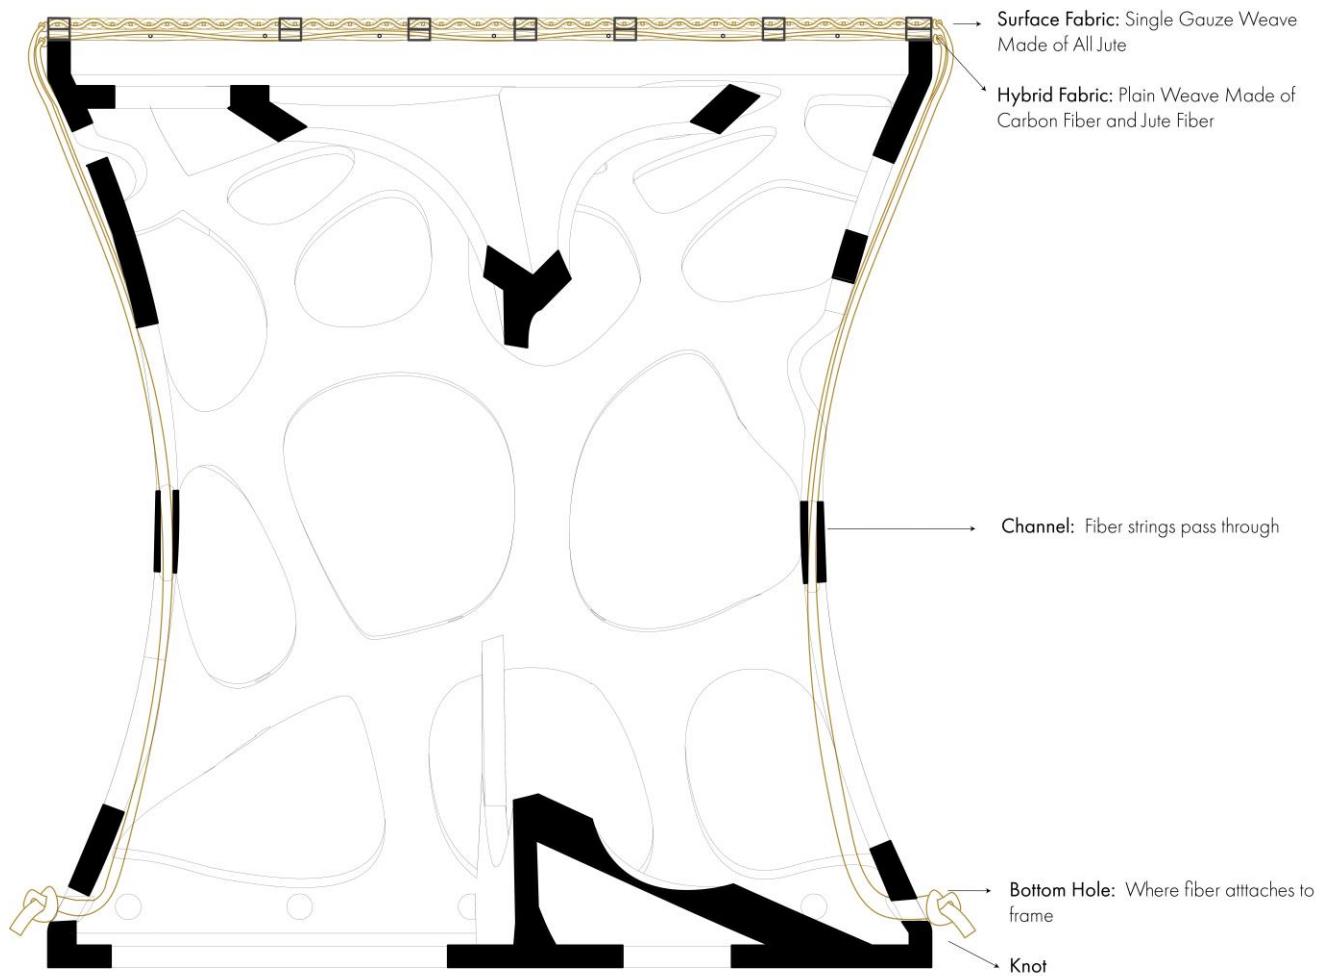 Surface Fabric: Single Gauze Weave
Made of All Jute
Hybrid Fabric: Plain Weave Made of
Carbon Fiber and Jute Fiber
Channel: Fiber strings pass through
Bottom Hole: Where fiber atttaches to
frame
Knot